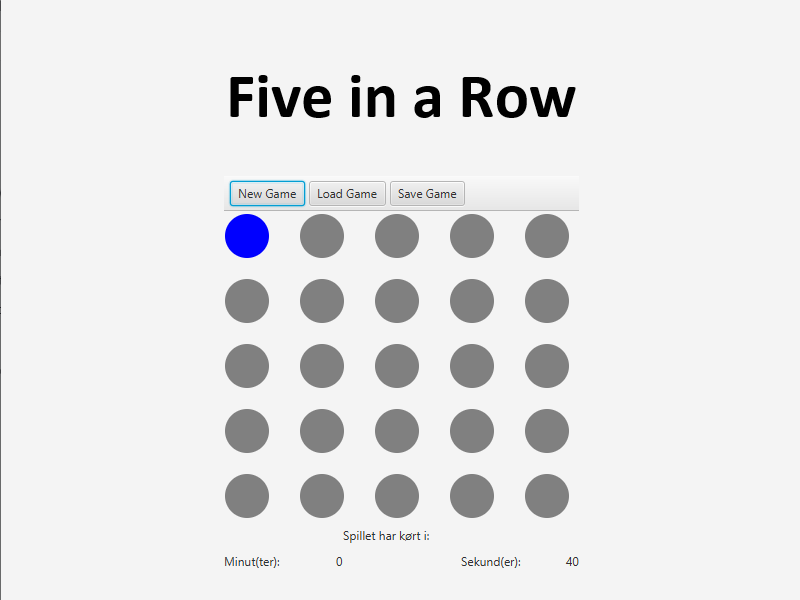 Five in a Row
New Game Load Game Save Game
Spillet har kørt i:
Minut(ter): 0 Sekund(er): 40